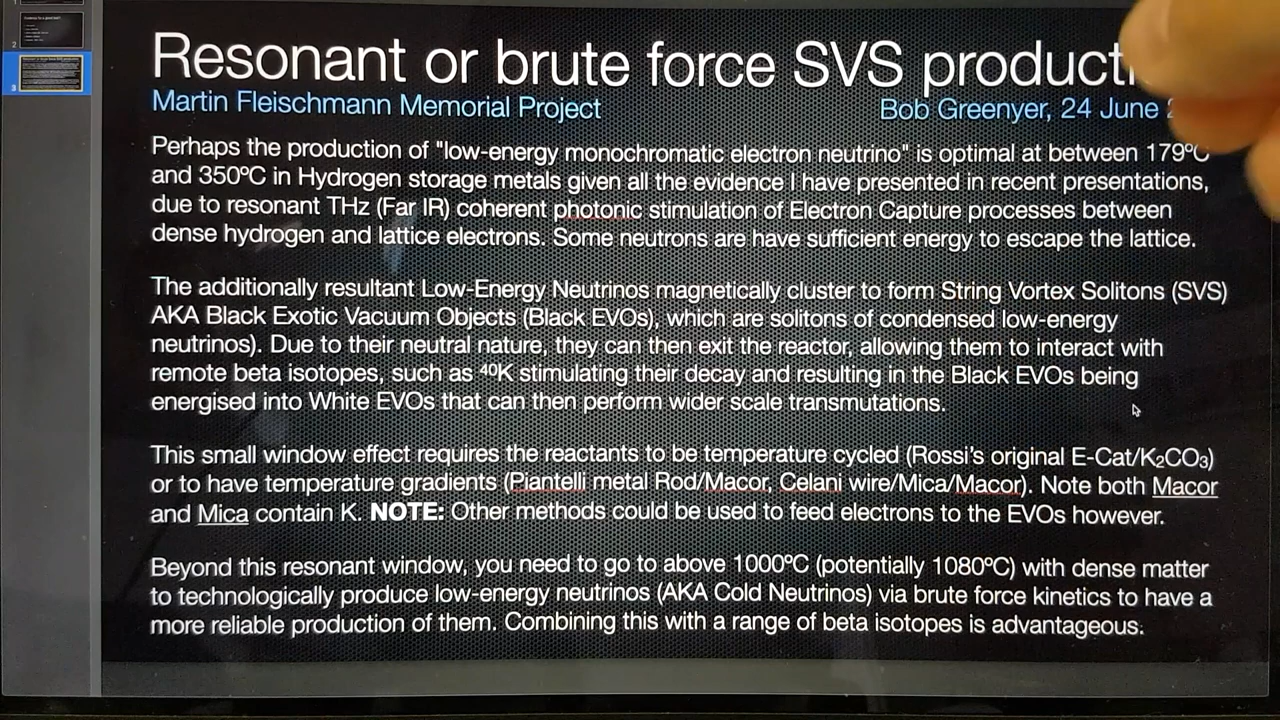 Resonant or brute force SVS
Martin Fleischmann Memorial Project
Bob Greenyer, 24 June
Perhaps the production of "low-energy monochromatic electron neutrino" is optimal at between 179ºC
and 350ºC in Hydrogen storage metals given all the evidence I have presented in recent presentations,
due to resonant THz (Far IR) coherent photonic stimulation of Electron Capture processes between
dense hydrogen and lattice electrons. Some neutrons are have sufficient energy to escape the lattice.
The additionally resultant Low-Energy Neutrinos magnetically cluster to form String Vortex Solitons (SVS)
AKA Black Exotic Vacuum Objects (Black EVOs), which are solitons of condensed low-energy
neutrinos). Due to their neutral nature, they can then exit the reactor, allowing them to interact with
remote beta isotopes, such as ⁴⁰K stimulating their decay and resulting in the Black EVOs being
energised into White EVOs that can then perform wider scale transmutations.
This small window effect requires the reactants to be temperature cycled (Rossi's original E-Cat/K₂CO₃)
or to have temperature gradients (Piantelli metal Rod/Macor, Celani wire/Mica/Macor). Note both Macor
and Mica contain K. NOTE: Other methods could be used to feed electrons to the EVOs however.
Beyond this resonant window, you need to go to above 1000ºC (potentially 1080ºC) with dense matter
to technologically produce low-energy neutrinos (AKA Cold Neutrinos) via brute force kinetics to have a
more reliable production of them. Combining this with a range of beta isotopes is advantageous.
2
3